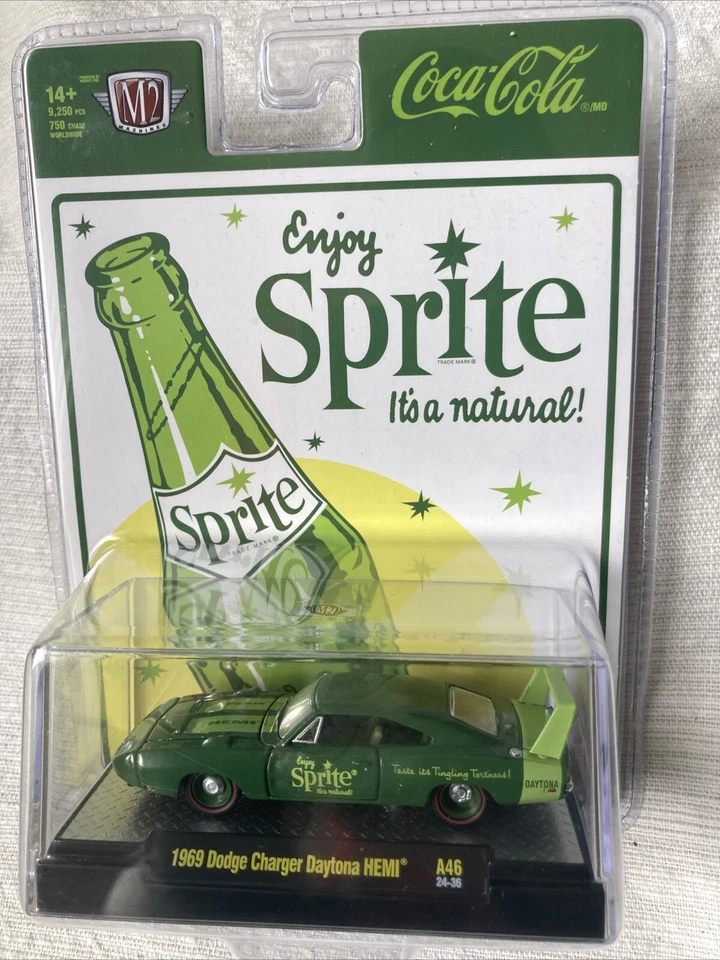 14+
9,250 PCS
750 CHASE
WORLDWIDE
M2
MACHINES
Coca-Cola ®/MD
Enjoy
Sprite
TRADE MARK®
It's a natural!
Sprite
TRADE-MARK®
HEMI
Enjoy
Sprite®
It's a natural!
Taste its Tingling Tartness!
DAYTONA
1969 Dodge Charger Daytona HEMI® A46
24-36